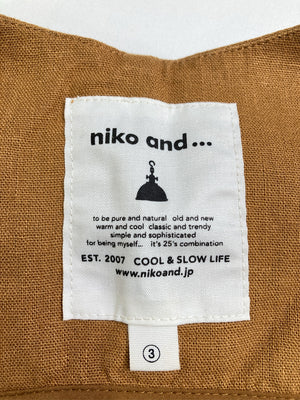 niko and...
to be pure and natural old and new
warm and cool classic and trendy
simple and sophisticated
for being myself... it's 25's combination
EST. 2007 COOL & SLOW LIFE
www.nikoand.jp
3